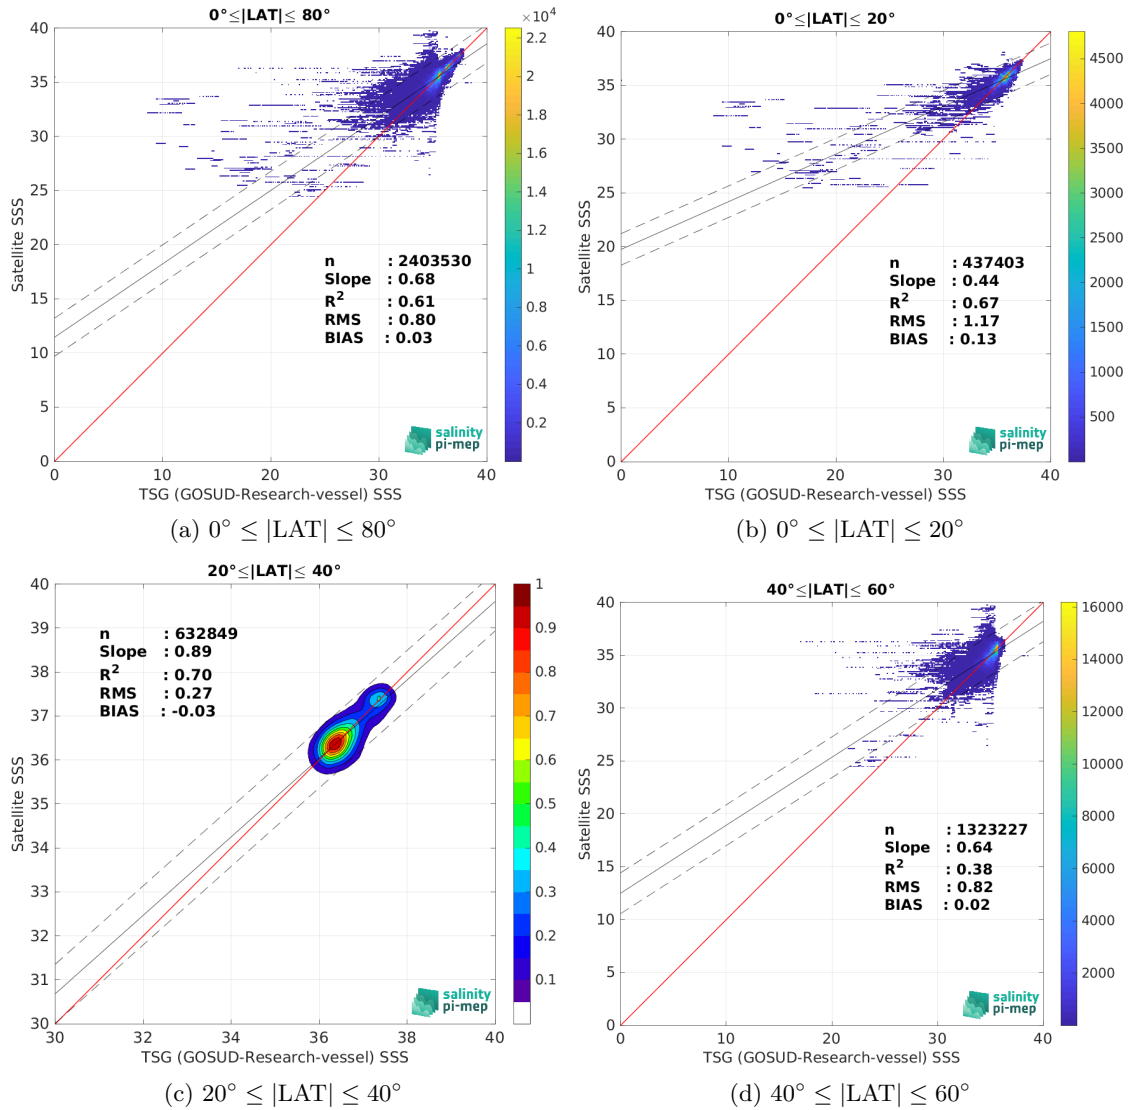 0°≤|LAT|≤ 80°
×10⁴
Satellite SSS
40
35
30
25
20
15
10
5
0
n : 2403530
Slope : 0.68
R² : 0.61
RMS : 0.80
BIAS : 0.03
salinity
pi-mep
0 10 20 30 40
TSG (GOSUD-Research-vessel) SSS
2.2
2
1.8
1.6
1.4
1.2
1
0.8
0.6
0.4
0.2
(a) 0° ≤ |LAT| ≤ 80°
0°≤|LAT|≤ 20°
Satellite SSS
40
35
30
25
20
15
10
5
0
n : 437403
Slope : 0.44
R² : 0.67
RMS : 1.17
BIAS : 0.13
salinity
pi-mep
0 10 20 30 40
TSG (GOSUD-Research-vessel) SSS
4500
4000
3500
3000
2500
2000
1500
1000
500
(b) 0° ≤ |LAT| ≤ 20°
20°≤|LAT|≤ 40°
Satellite SSS
40
39
38
37
36
35
34
33
32
31
30
n : 632849
Slope : 0.89
R² : 0.70
RMS : 0.27
BIAS : -0.03
salinity
pi-mep
30 32 34 36 38 40
TSG (GOSUD-Research-vessel) SSS
1
0.9
0.8
0.7
0.6
0.5
0.4
0.3
0.2
0.1
(c) 20° ≤ |LAT| ≤ 40°
40°≤|LAT|≤ 60°
Satellite SSS
40
35
30
25
20
15
10
5
0
n : 1323227
Slope : 0.64
R² : 0.38
RMS : 0.82
BIAS : 0.02
salinity
pi-mep
0 10 20 30 40
TSG (GOSUD-Research-vessel) SSS
16000
14000
12000
10000
8000
6000
4000
2000
(d) 40° ≤ |LAT| ≤ 60°